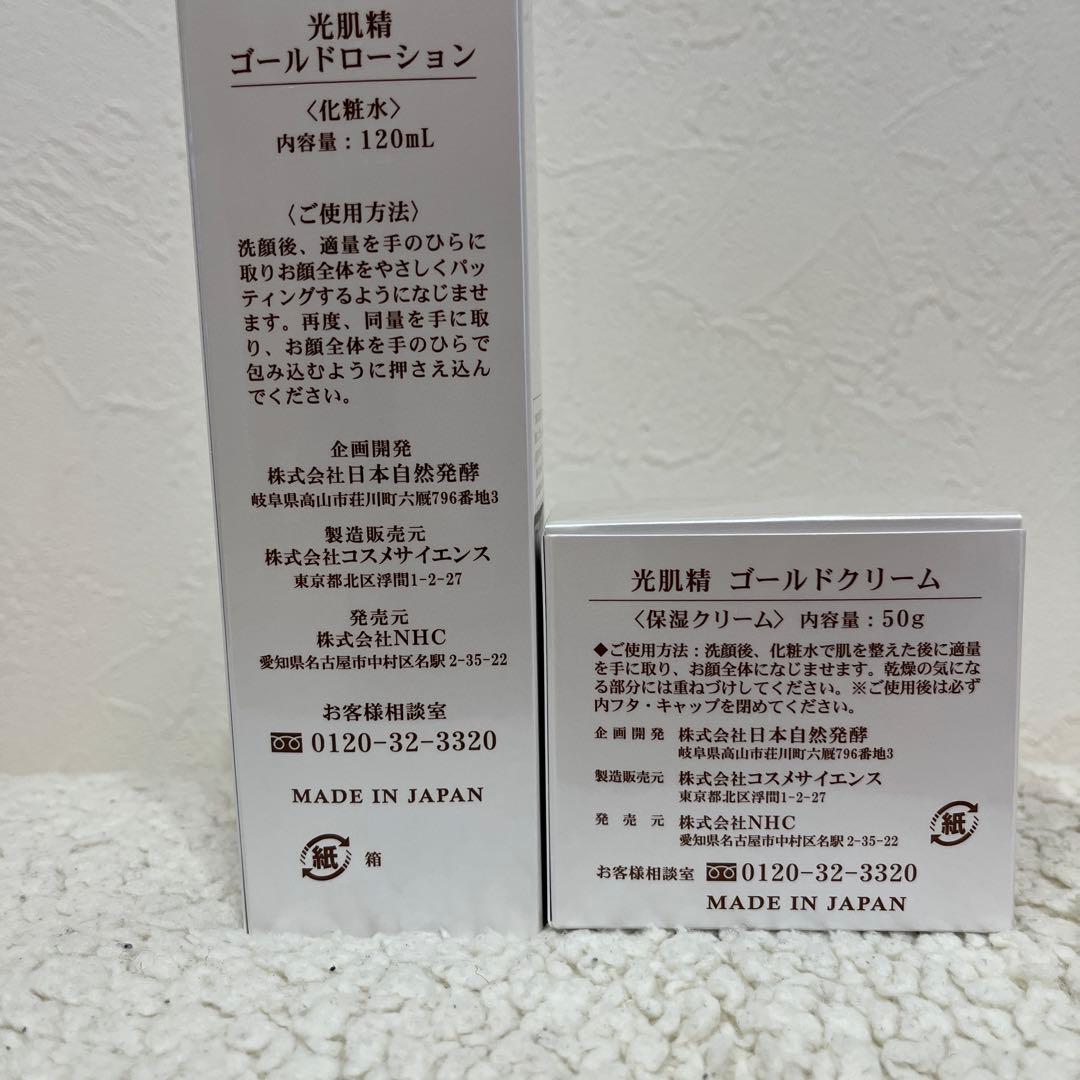 光肌精
ゴールドローション
〈化粧水〉
内容量：120mL
〈ご使用方法〉
洗顔後、適量を手のひらに
取りお顔全体をやさしくパッ
ティングするようになじませ
ます。再度、同量を手に取
り、お顔全体を手のひらで
包み込むように押さえ込ん
でください。
企画開発
株式会社日本自然発酵
岐阜県高山市荘川町六厩796番地3
製造販売元
株式会社コスメサイエンス
東京都北区浮間1-2-27
発売元
株式会社NHC
愛知県名古屋市中村区名駅2-35-22
お客様相談室
0120-32-3320
MADE IN JAPAN
紙 箱
光肌精 ゴールドクリーム
〈保湿クリーム〉 内容量：50g
◆ご使用方法：洗顔後、化粧水で肌を整えた後に適量
を手に取り、お顔全体になじませます。乾燥の気にな
る部分には重ねづけしてください。※ご使用後は必ず
内フタ・キャップを閉めてください。
企画開発 株式会社日本自然発酵
岐阜県高山市荘川町六厩796番地3
製造販売元 株式会社コスメサイエンス
東京都北区浮間1-2-27
発売元 株式会社NHC
愛知県名古屋市中村区名駅2-35-22
紙
お客様相談室 0120-32-3320
MADE IN JAPAN